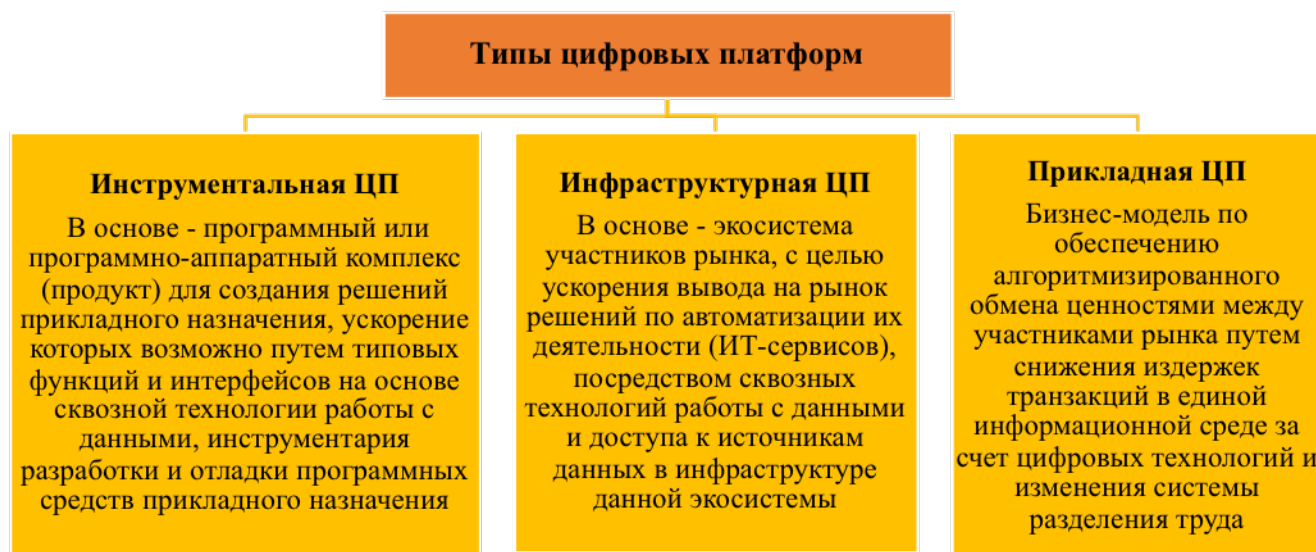 Типы цифровых платформ
Инструментальная ЦП
В основе - программный или
программно-аппаратный комплекс
(продукт) для создания решений
прикладного назначения, ускорение
которых возможно путем типовых
функций и интерфейсов на основе
сквозной технологии работы с
данными, инструментария
разработки и отладки программных
средств прикладного назначения
Инфраструктурная ЦП
В основе - экосистема
участников рынка, с целью
ускорения вывода на рынок
решений по автоматизации их
деятельности (ИТ-сервисов),
посредством сквозных
технологий работы с данными
и доступа к источникам
данных в инфраструктуре
данной экосистемы
Прикладная ЦП
Бизнес-модель по
обеспечению
алгоритмизированного
обмена ценностями между
участниками рынка путем
снижения издержек
транзакций в единой
информационной среде за
счет цифровых технологий и
изменения системы
разделения труда